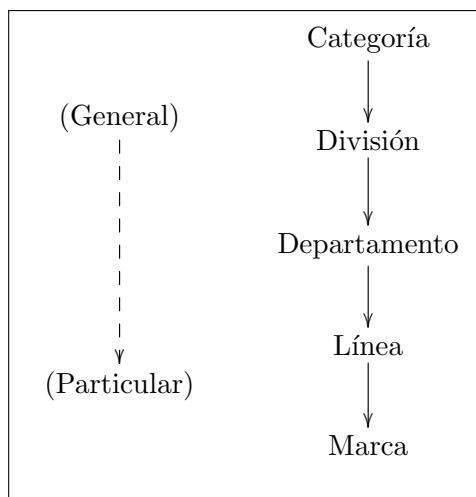 Categoría
(General)
División
Departamento
Línea
(Particular)
Marca